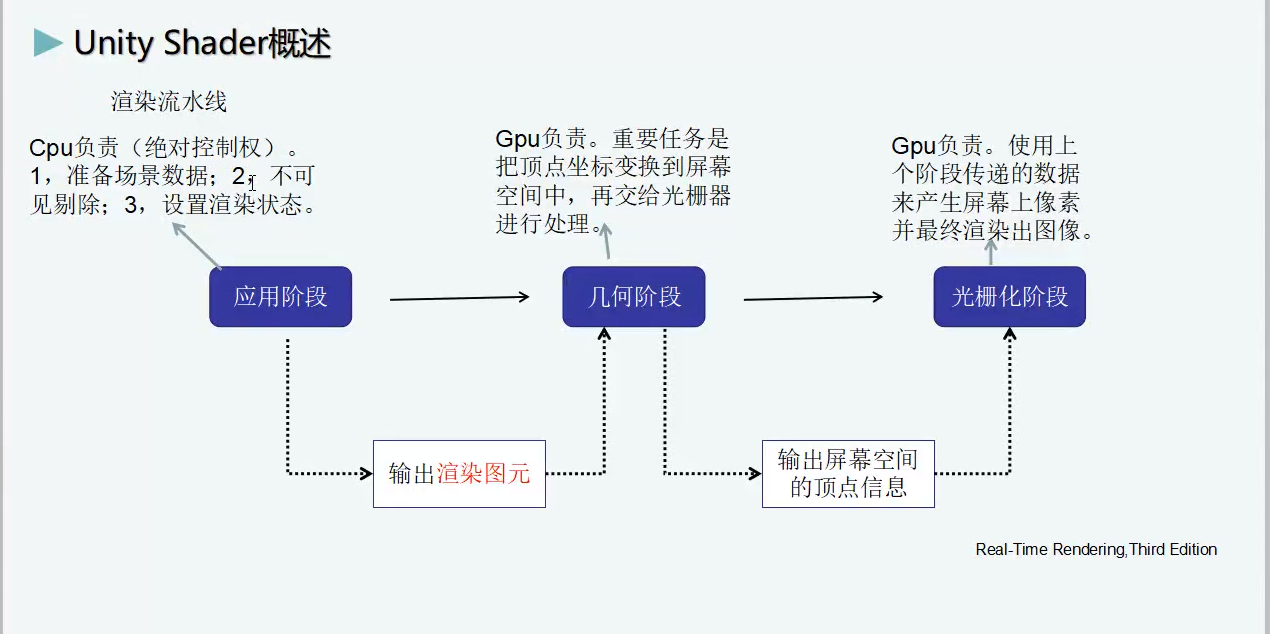 Unity Shader概述
渲染流水线
Cpu负责（绝对控制权）。
1，准备场景数据；2，不可
见剔除；3，设置渲染状态。
Gpu负责。重要任务是
把顶点坐标变换到屏幕
空间中，再交给光栅器
进行处理。
Gpu负责。使用上
个阶段传递的数据
来产生屏幕上像素
并最终渲染出图像。
应用阶段
几何阶段
光栅化阶段
输出渲染图元
输出屏幕空间
的顶点信息
Real-Time Rendering,Third Edition